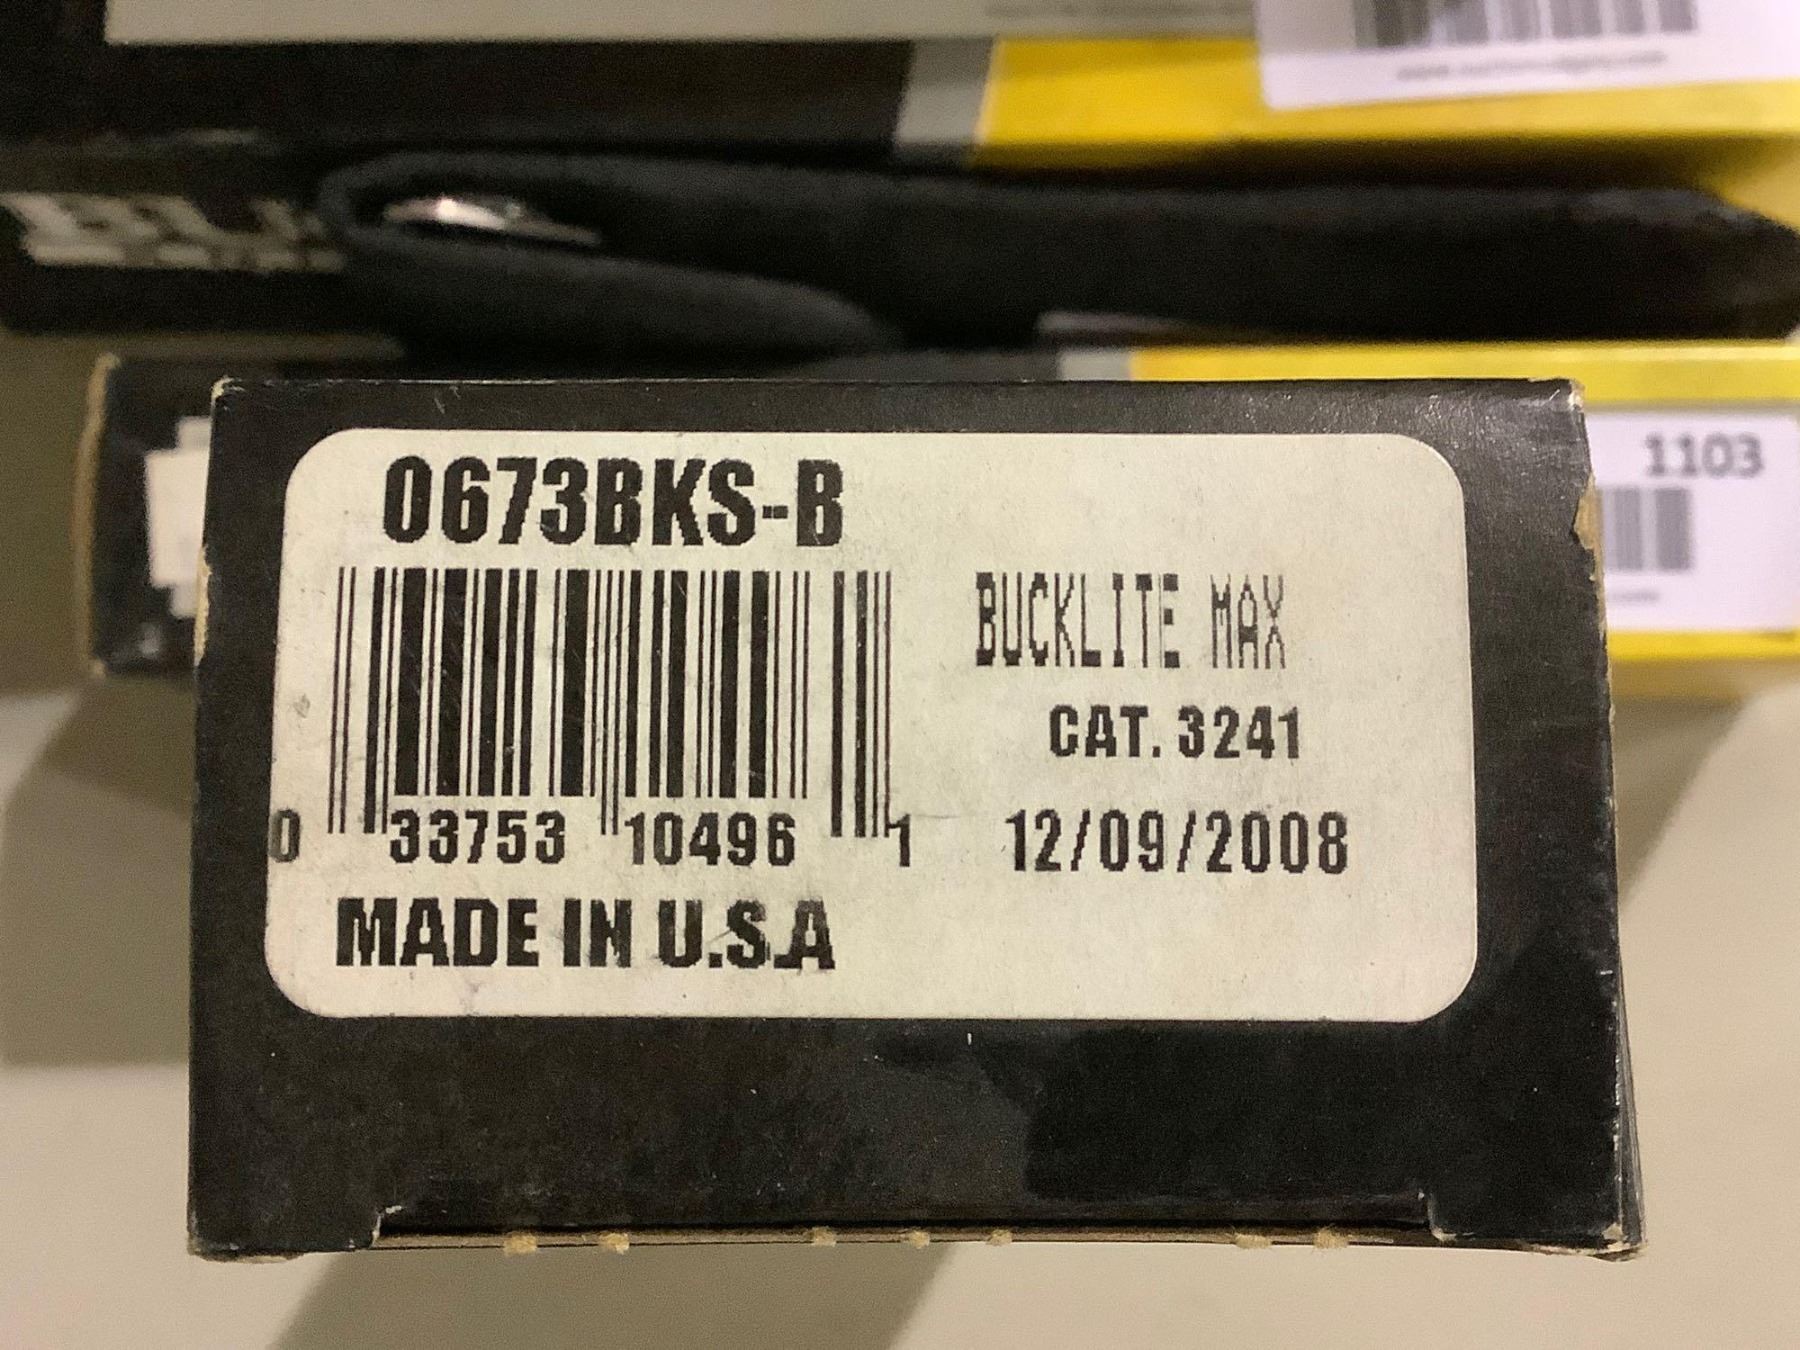 1103
0673BKS-B
BUCKLITE MAX
CAT. 3241
0 33753 10496 1
12/09/2008
MADE IN U.S.A